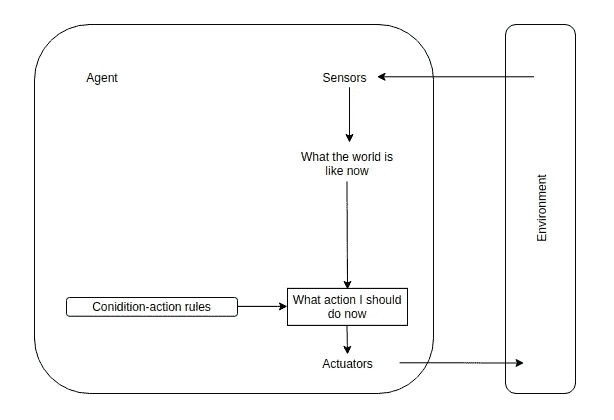 Agent
Sensors
What the world is
like now
Environment
Conidition-action rules
What action I should
do now
Actuators